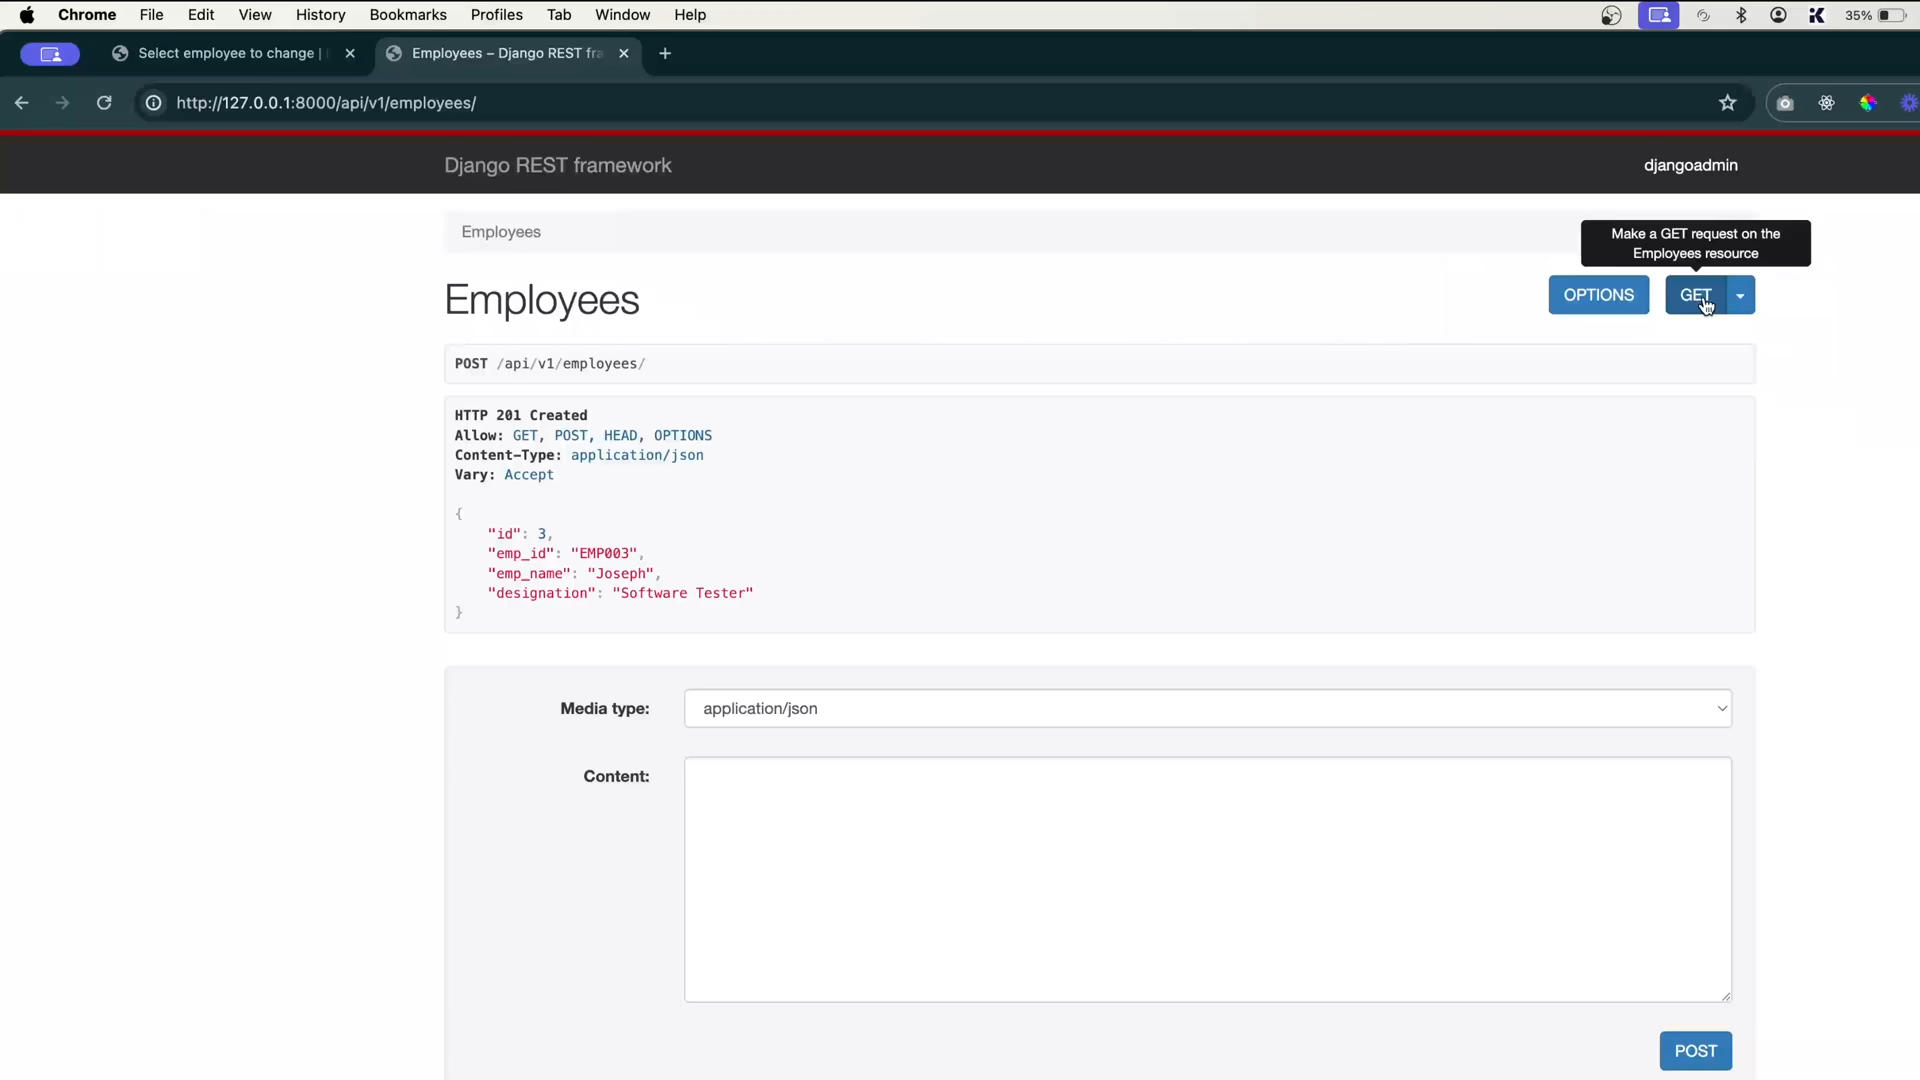 Chrome File Edit View History Bookmarks Profiles Tab Window Help 35%
Select employee to change | Employees – Django REST fra
http://127.0.0.1:8000/api/v1/employees/
Django REST framework djangoadmin
Employees
Make a GET request on the
Employees resource
Employees OPTIONS GET
POST /api/v1/employees/
HTTP 201 Created
Allow: GET, POST, HEAD, OPTIONS
Content-Type: application/json
Vary: Accept
{
"id": 3,
"emp_id": "EMP003",
"emp_name": "Joseph",
"designation": "Software Tester"
}
Media type: application/json
Content:
POST